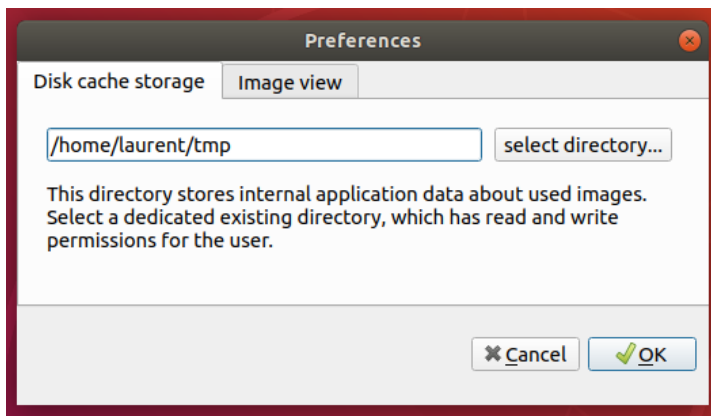 Preferences
Disk cache storage
Image view
/home/laurent/tmp
select directory...
This directory stores internal application data about used images.
Select a dedicated existing directory, which has read and write
permissions for the user.
Cancel
OK